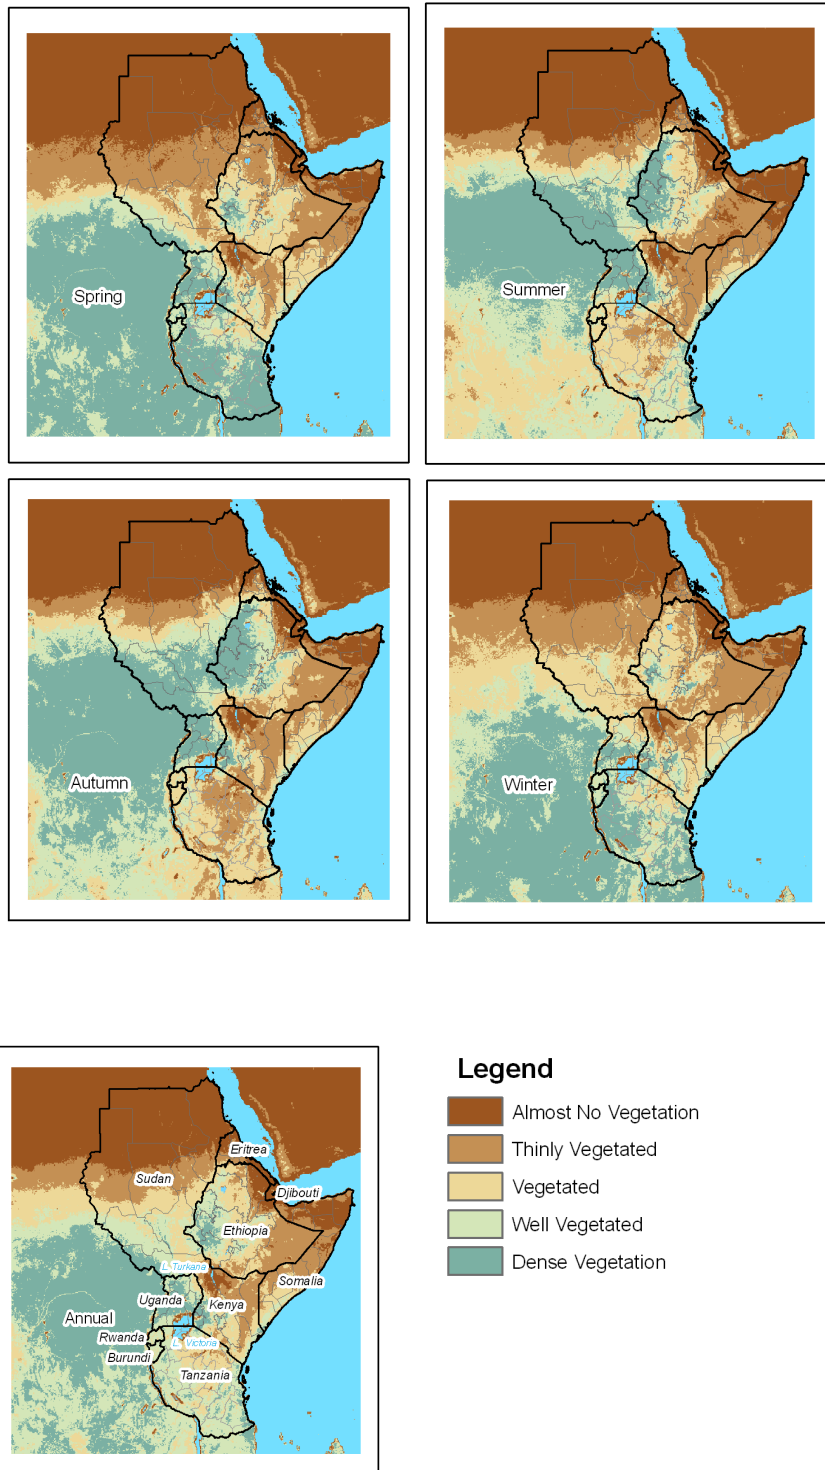 Spring
Summer
Autumn
Winter
Eritrea
Sudan
Djibouti
Ethiopia
L. Turkana
Somalia
Uganda
Kenya
Annual
Rwanda
L. Victoria
Burundi
Tanzania
Legend
Almost No Vegetation
Thinly Vegetated
Vegetated
Well Vegetated
Dense Vegetation